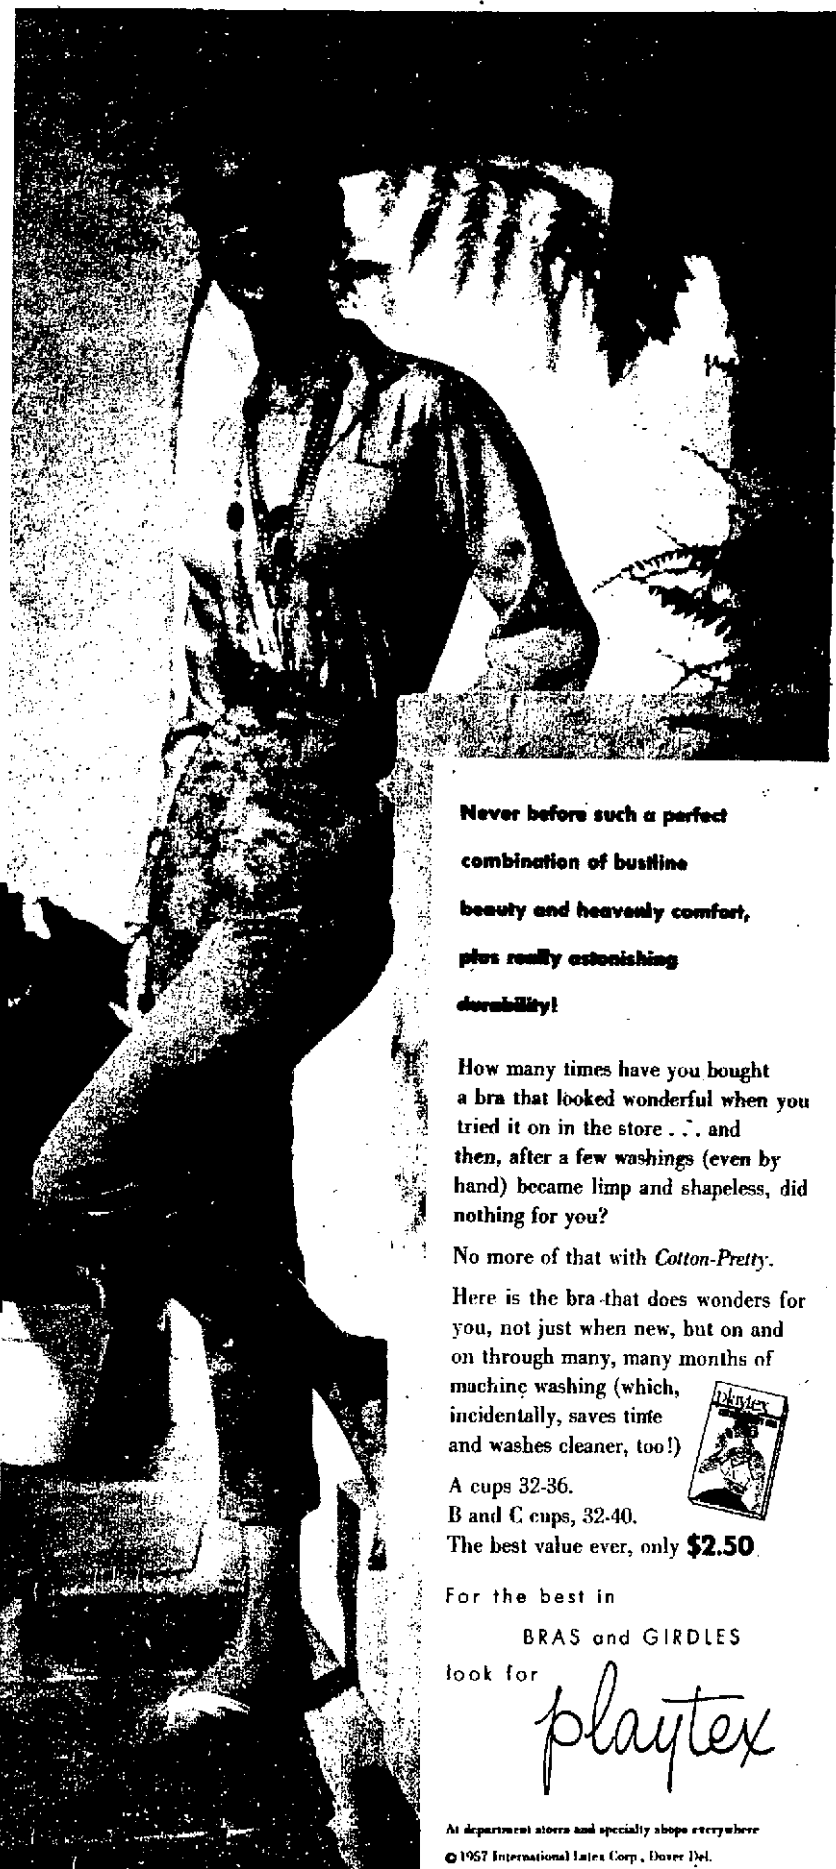 Never before such a perfect
combination of bustline
beauty and heavenly comfort,
plus really astonishing
durability!
How many times have you bought
a bra that looked wonderful when you
tried it on in the store . . . and
then, after a few washings (even by
hand) became limp and shapeless, did
nothing for you?
No more of that with Cotton-Pretty.
Here is the bra that does wonders for
you, not just when new, but on and
on through many, many months of
machine washing (which,
incidentally, saves time
and washes cleaner, too!)
playtex
A cups 32-36.
B and C cups, 32-40.
The best value ever, only $2.50
For the best in
BRAS and GIRDLES
look for
playtex
At department stores and specialty shops everywhere
© 1957 International Latex Corp., Dover Del.